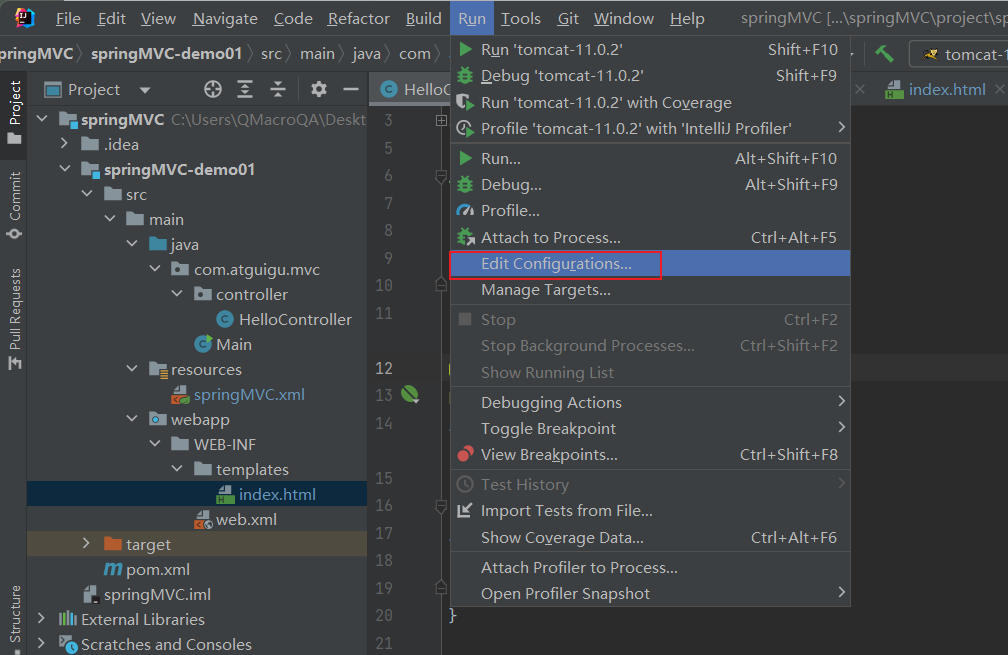 File Edit View Navigate Code Refactor Build Run Tools Git Window Help springMVC [...\springMVC\project\sp
pringMVC springMVC-demo01 src main java com tomcat-1
Project
HelloC
index.html
Project
Commit
Pull Requests
Structure
springMVC C:\Users\QMacroQA\Deskt
.idea
springMVC-demo01
src
main
java
com.atguigu.mvc
controller
HelloController
Main
resources
springMVC.xml
webapp
WEB-INF
templates
index.html
web.xml
target
pom.xml
springMVC.iml
External Libraries
Scratches and Consoles
3
5
6
7
8
9
10
11
12
13
14
15
16
17
18
19
20 }
21
Run 'tomcat-11.0.2' Shift+F10
Debug 'tomcat-11.0.2' Shift+F9
Run 'tomcat-11.0.2' with Coverage
Profile 'tomcat-11.0.2' with 'IntelliJ Profiler'
Run... Alt+Shift+F10
Debug... Alt+Shift+F9
Profile...
Attach to Process... Ctrl+Alt+F5
Edit Configurations...
Manage Targets...
Stop Ctrl+F2
Stop Background Processes... Ctrl+Shift+F2
Show Running List
Debugging Actions
Toggle Breakpoint
View Breakpoints... Ctrl+Shift+F8
Test History
Import Tests from File...
Show Coverage Data... Ctrl+Alt+F6
Attach Profiler to Process...
Open Profiler Snapshot